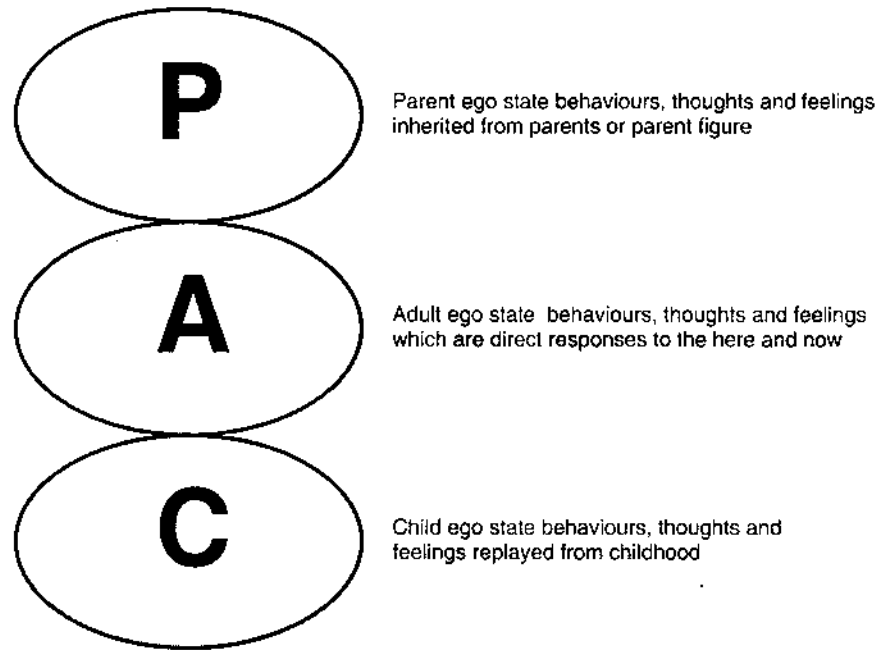 P
Parent ego state behaviours, thoughts and feelings
inherited from parents or parent figure
A
Adult ego state behaviours, thoughts and feelings
which are direct responses to the here and now
C
Child ego state behaviours, thoughts and
feelings replayed from childhood